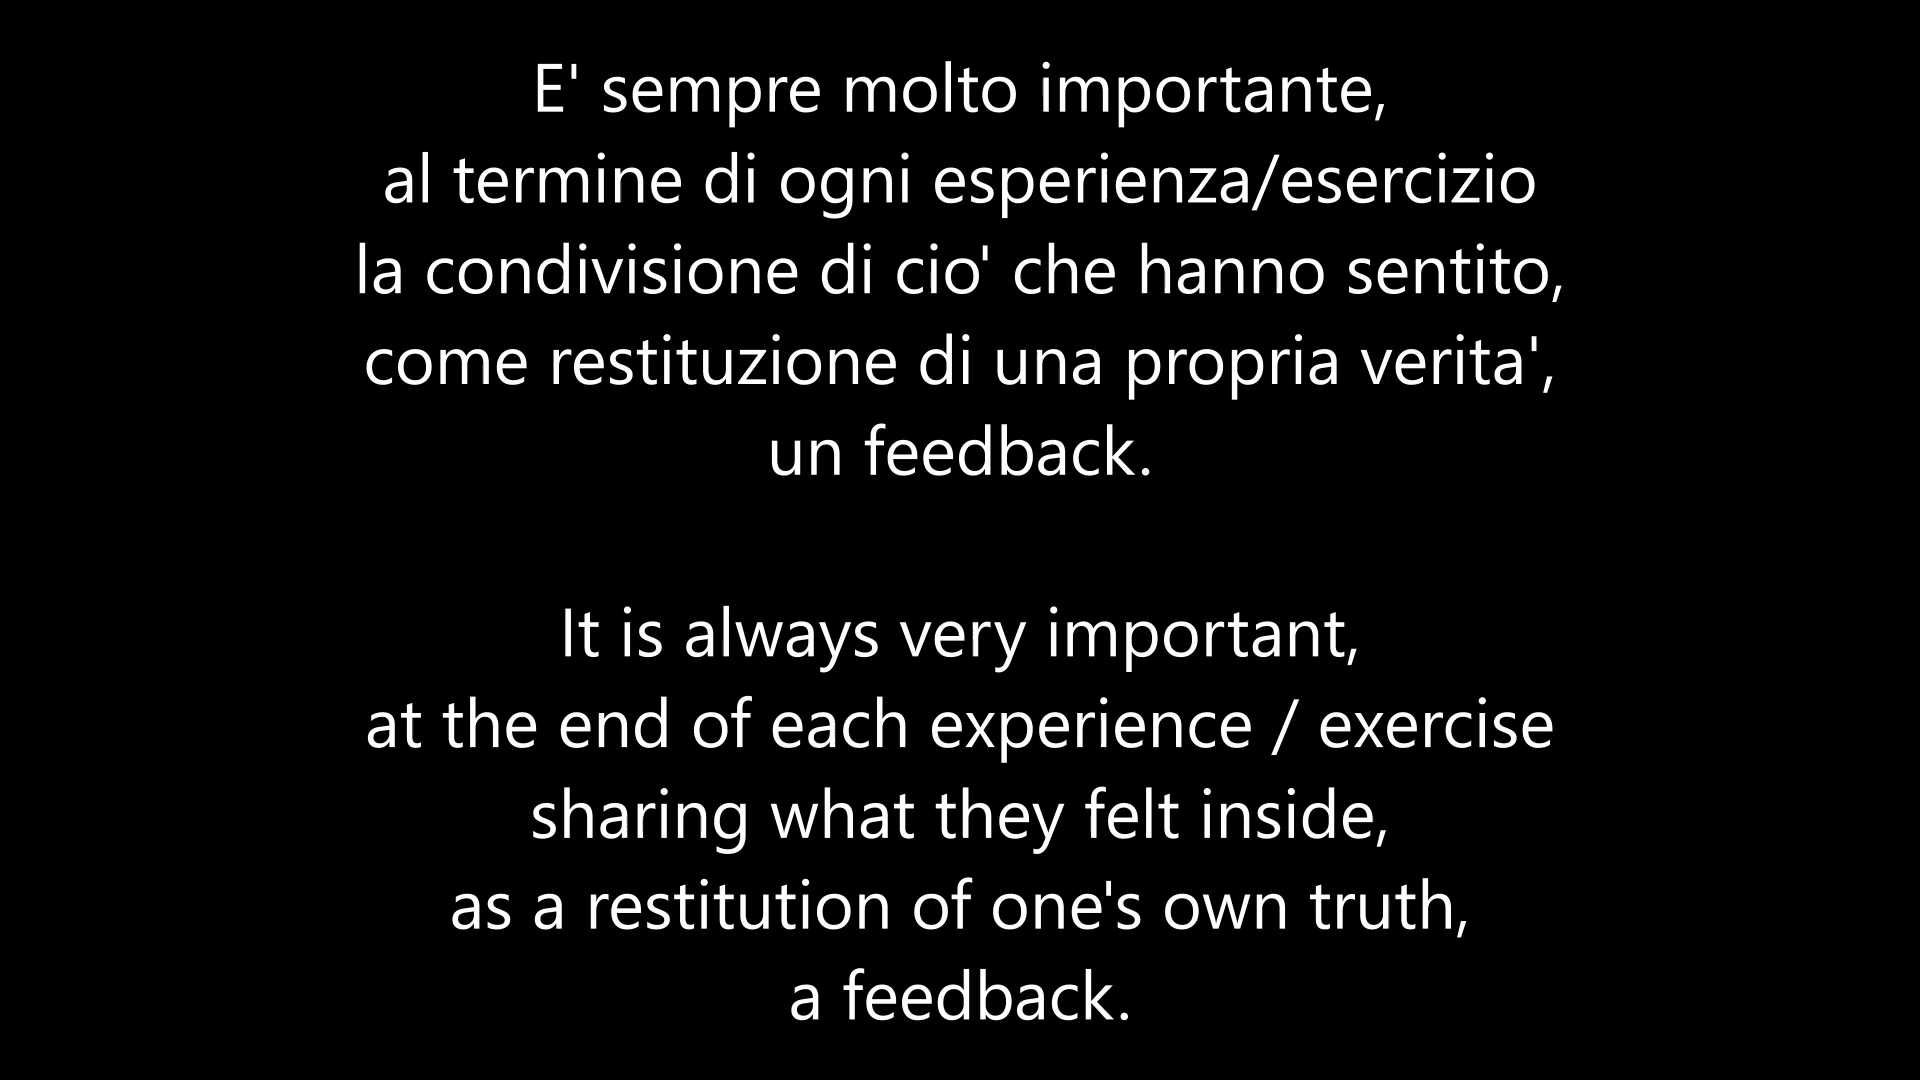 E' sempre molto importante,
al termine di ogni esperienza/esercizio
la condivisione di cio' che hanno sentito,
come restituzione di una propria verita',
un feedback.
It is always very important,
at the end of each experience / exercise
sharing what they felt inside,
as a restitution of one's own truth,
a feedback.